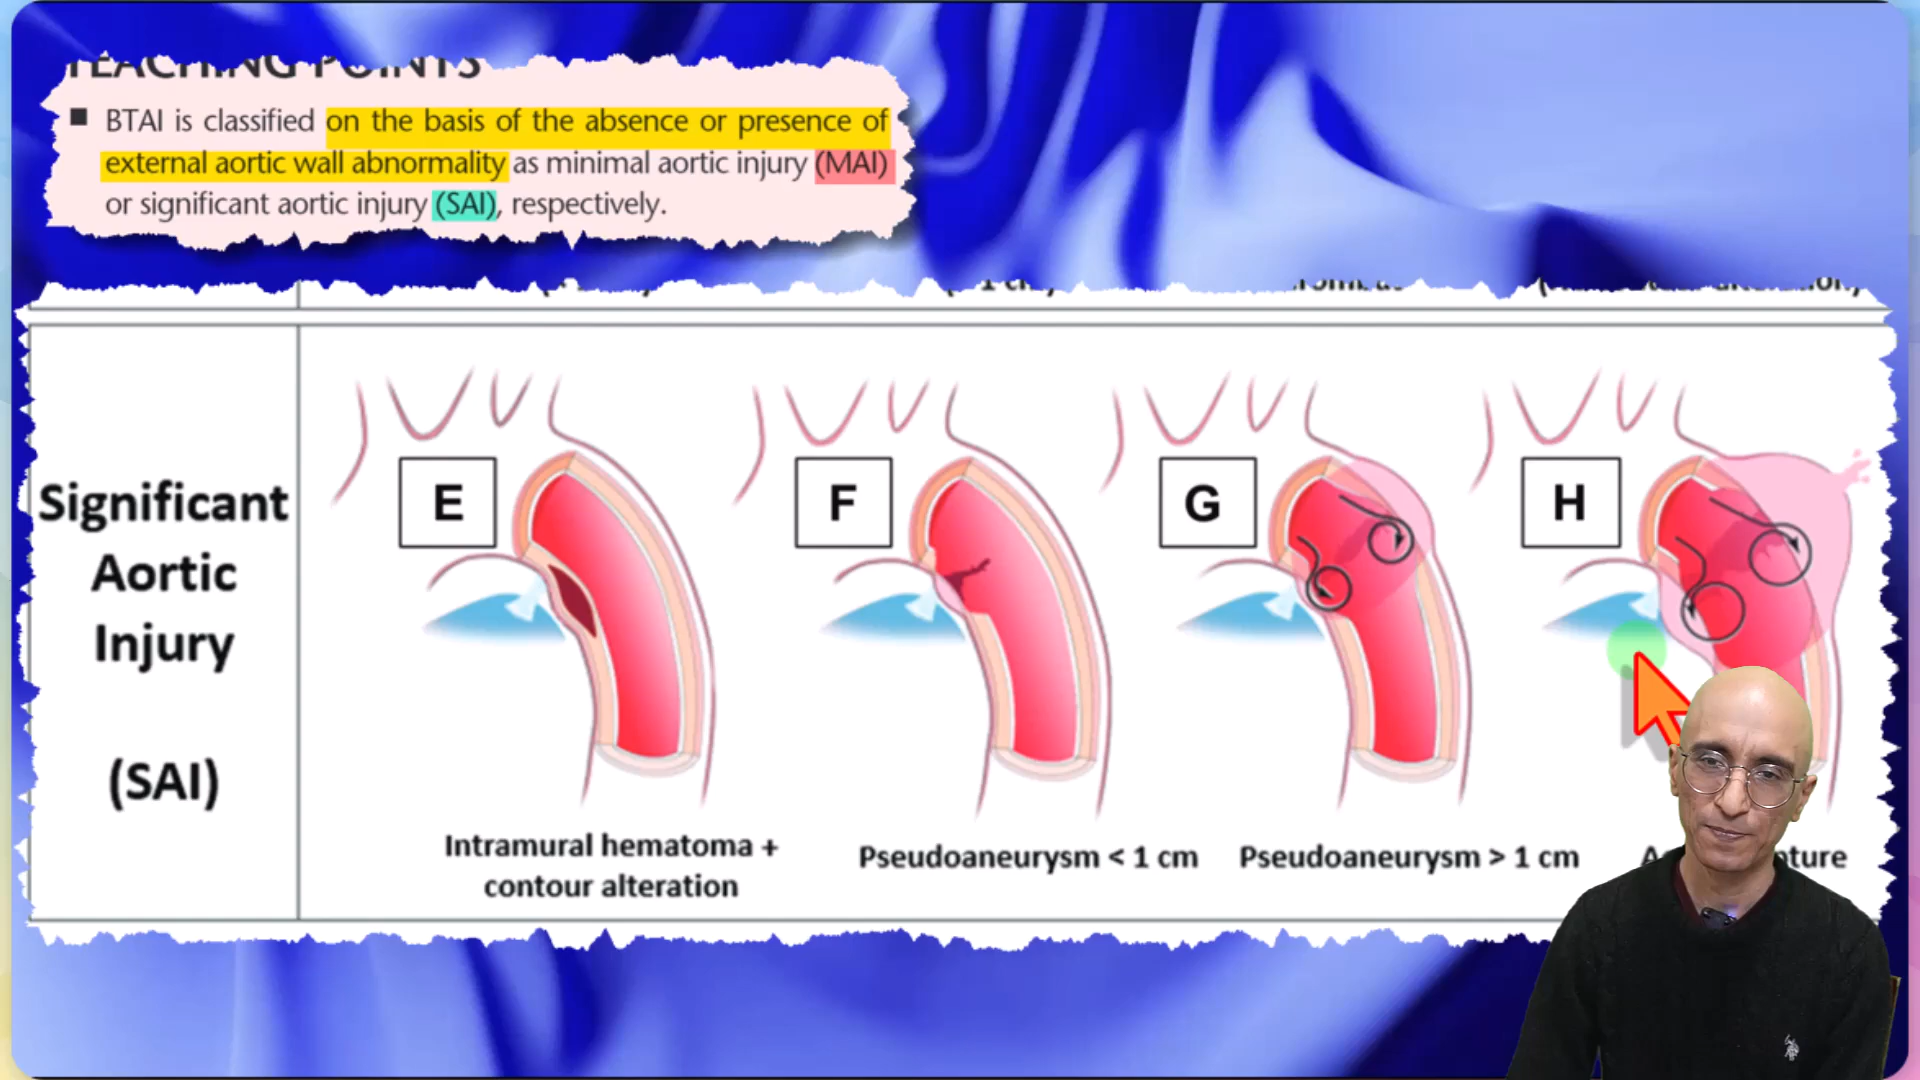 TEACHING POINTS
■ BTAI is classified on the basis of the absence or presence of
external aortic wall abnormality as minimal aortic injury (MAI)
or significant aortic injury (SAI), respectively.
Significant
Aortic
Injury
(SAI)
E
F
G
H
Intramural hematoma +
contour alteration
Pseudoaneurysm < 1 cm
Pseudoaneurysm > 1 cm